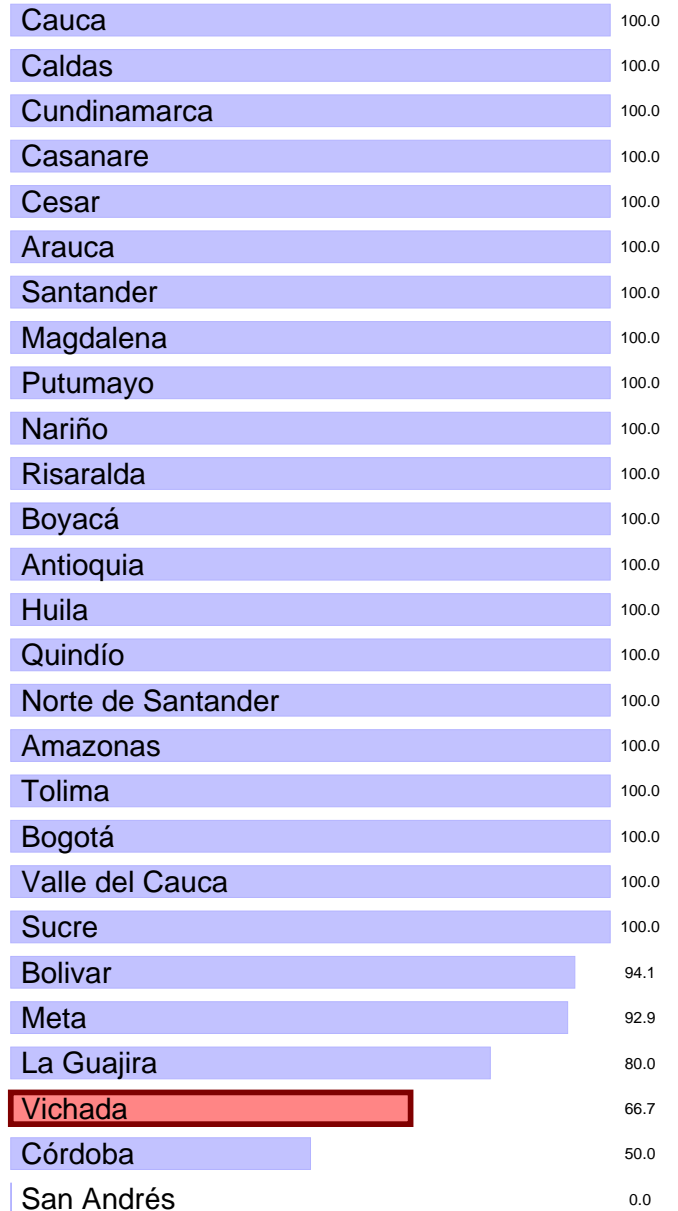 Cauca 100.0
Caldas 100.0
Cundinamarca 100.0
Casanare 100.0
Cesar 100.0
Arauca 100.0
Santander 100.0
Magdalena 100.0
Putumayo 100.0
Nariño 100.0
Risaralda 100.0
Boyacá 100.0
Antioquia 100.0
Huila 100.0
Quindío 100.0
Norte de Santander 100.0
Amazonas 100.0
Tolima 100.0
Bogotá 100.0
Valle del Cauca 100.0
Sucre 100.0
Bolivar 94.1
Meta 92.9
La Guajira 80.0
Vichada 66.7
Córdoba 50.0
San Andrés 0.0